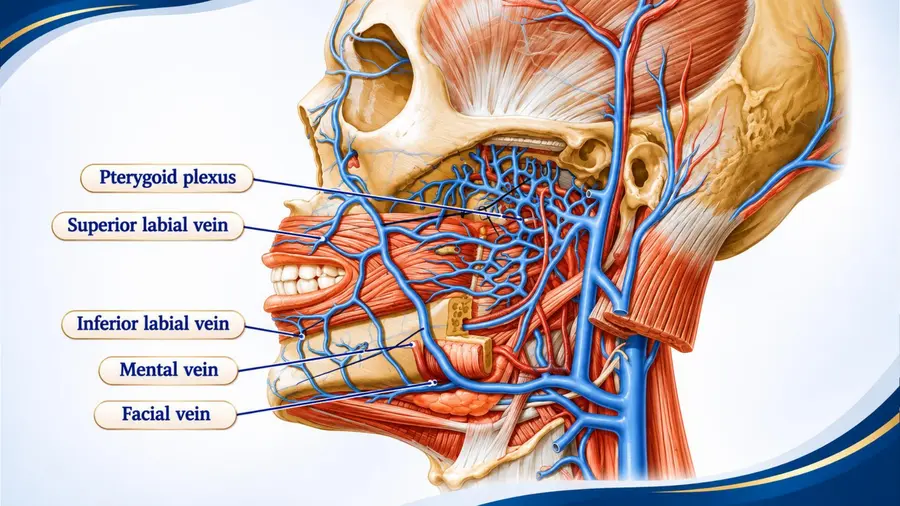 Pterygoid plexus
Superior labial vein
Inferior labial vein
Mental vein
Facial vein